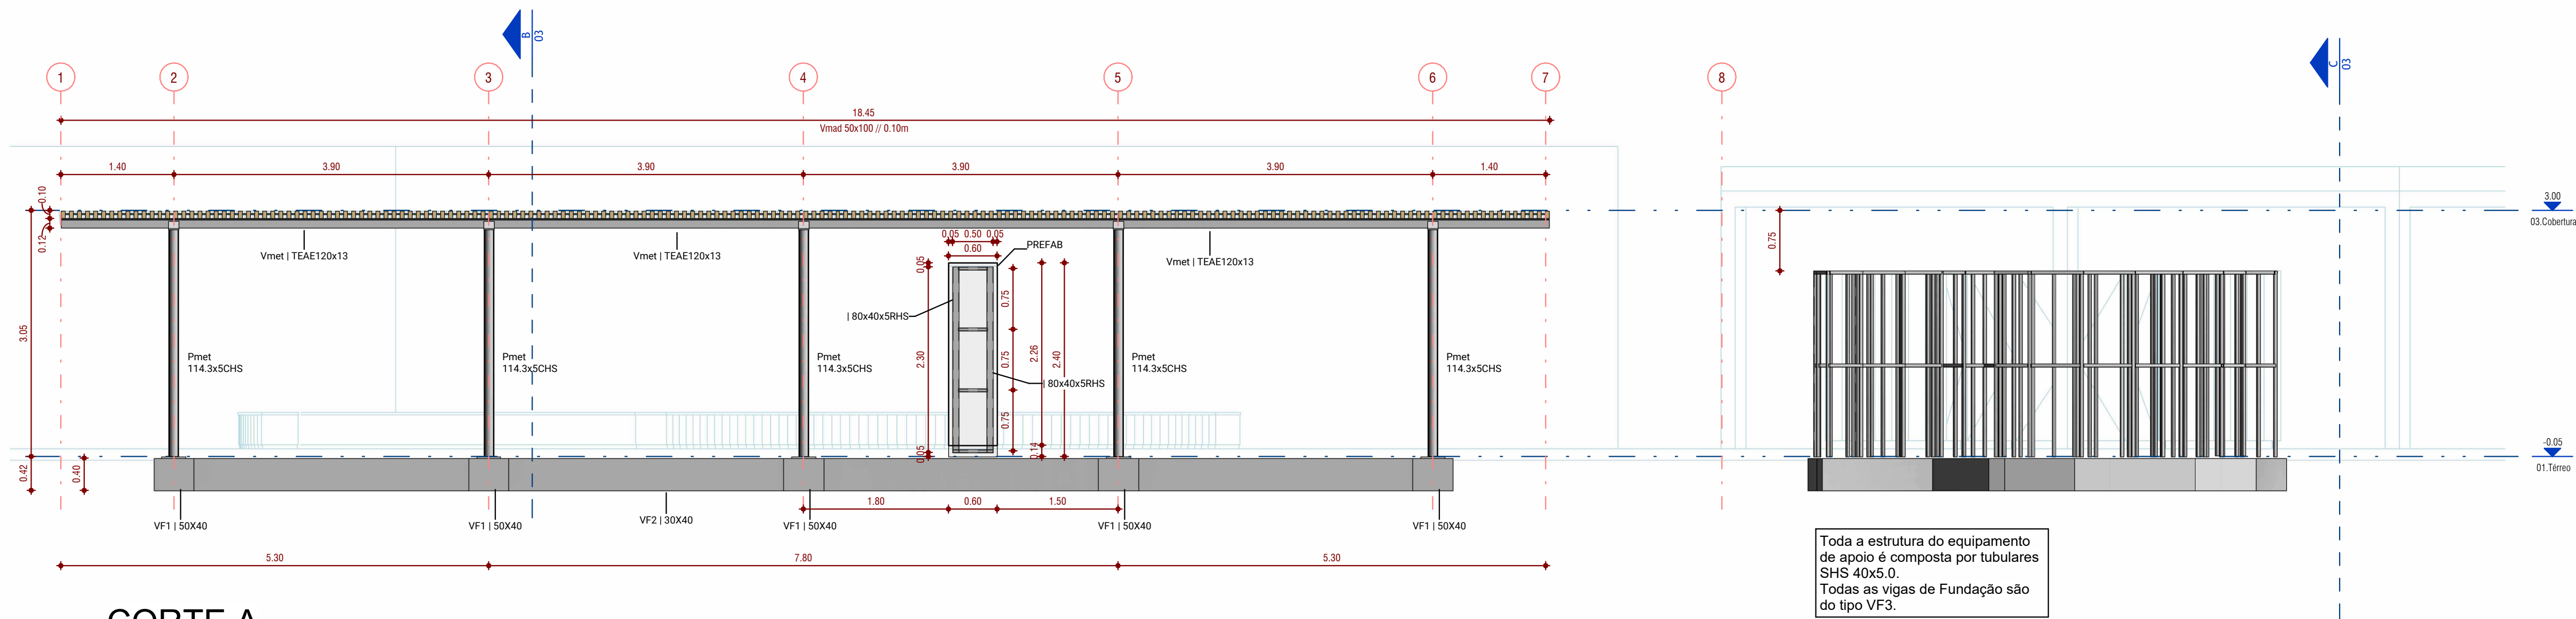 B
03
C
03
1
2
3
4
5
6
7
8
18.45
Vmad 50x100 // 0.10m
1.40
3.90
3.90
3.90
3.90
1.40
0.10
0.12
3.05
0.42
0.40
3.00
03.Cobertura
0.75
-0.05
01.Térreo
Vmet | TEAE120x13
Vmet | TEAE120x13
Vmet | TEAE120x13
0.05 0.50 0.05
0.60
PREFAB
0.05
2.30
0.05
0.75
0.75
0.75
2.26
0.14
2.40
| 80x40x5RHS
| 80x40x5RHS
Pmet
114.3x5CHS
Pmet
114.3x5CHS
Pmet
114.3x5CHS
Pmet
114.3x5CHS
Pmet
114.3x5CHS
1.80
0.60
1.50
VF1 | 50X40
VF1 | 50X40
VF2 | 30X40
VF1 | 50X40
VF1 | 50X40
VF1 | 50X40
5.30
7.80
5.30
Toda a estrutura do equipamento
de apoio é composta por tubulares
SHS 40x5.0.
Todas as vigas de Fundação são
do tipo VF3.
CORTE A